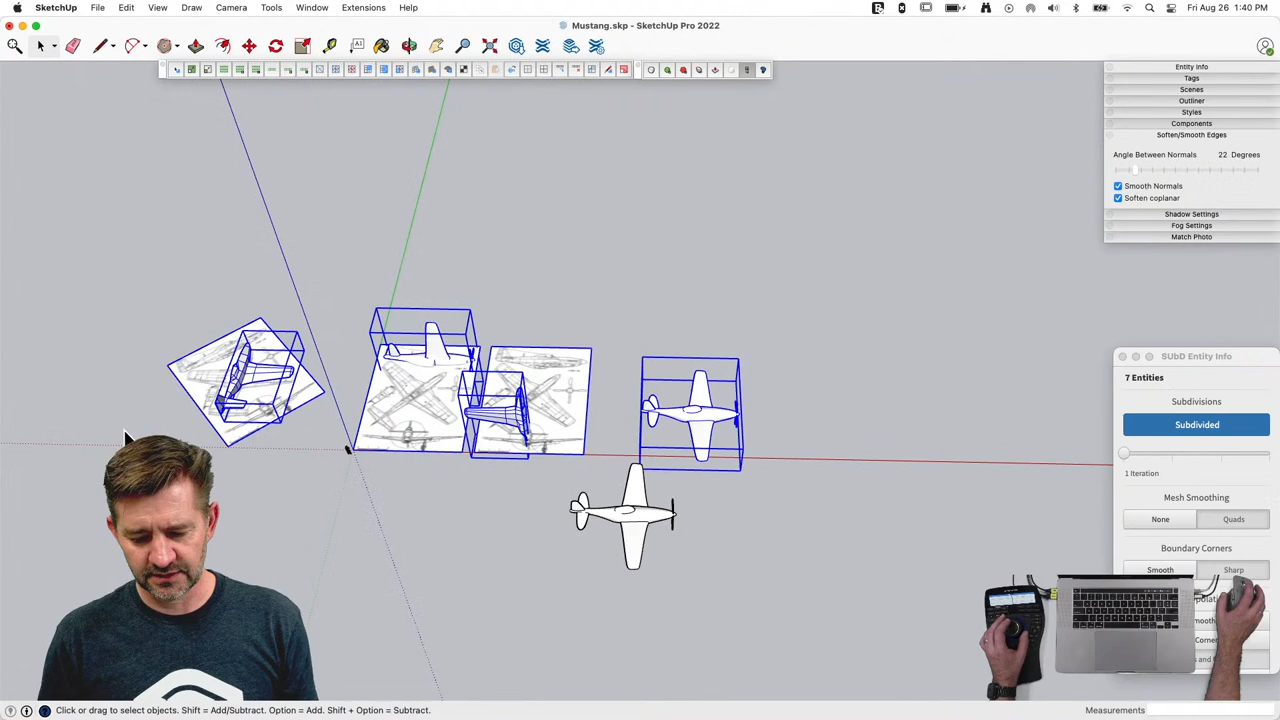 SketchUp File Edit View Draw Camera Tools Window Extensions Help
Fri Aug 26 1:40 PM
Mustang.skp - SketchUp Pro 2022
Entity Info
Tags
Scenes
Outliner
Styles
Components
Soften/Smooth Edges
Angle Between Normals 22 Degrees
Smooth Normals
Soften coplanar
Shadow Settings
Fog Settings
Match Photo
SUbD Entity Info
7 Entities
Subdivisions
Subdivided
1 Iteration
Mesh Smoothing
None Quads
Boundary Corners
Smooth Sharp
Click or drag to select objects. Shift = Add/Subtract. Option = Add. Shift + Option = Subtract.
Measurements